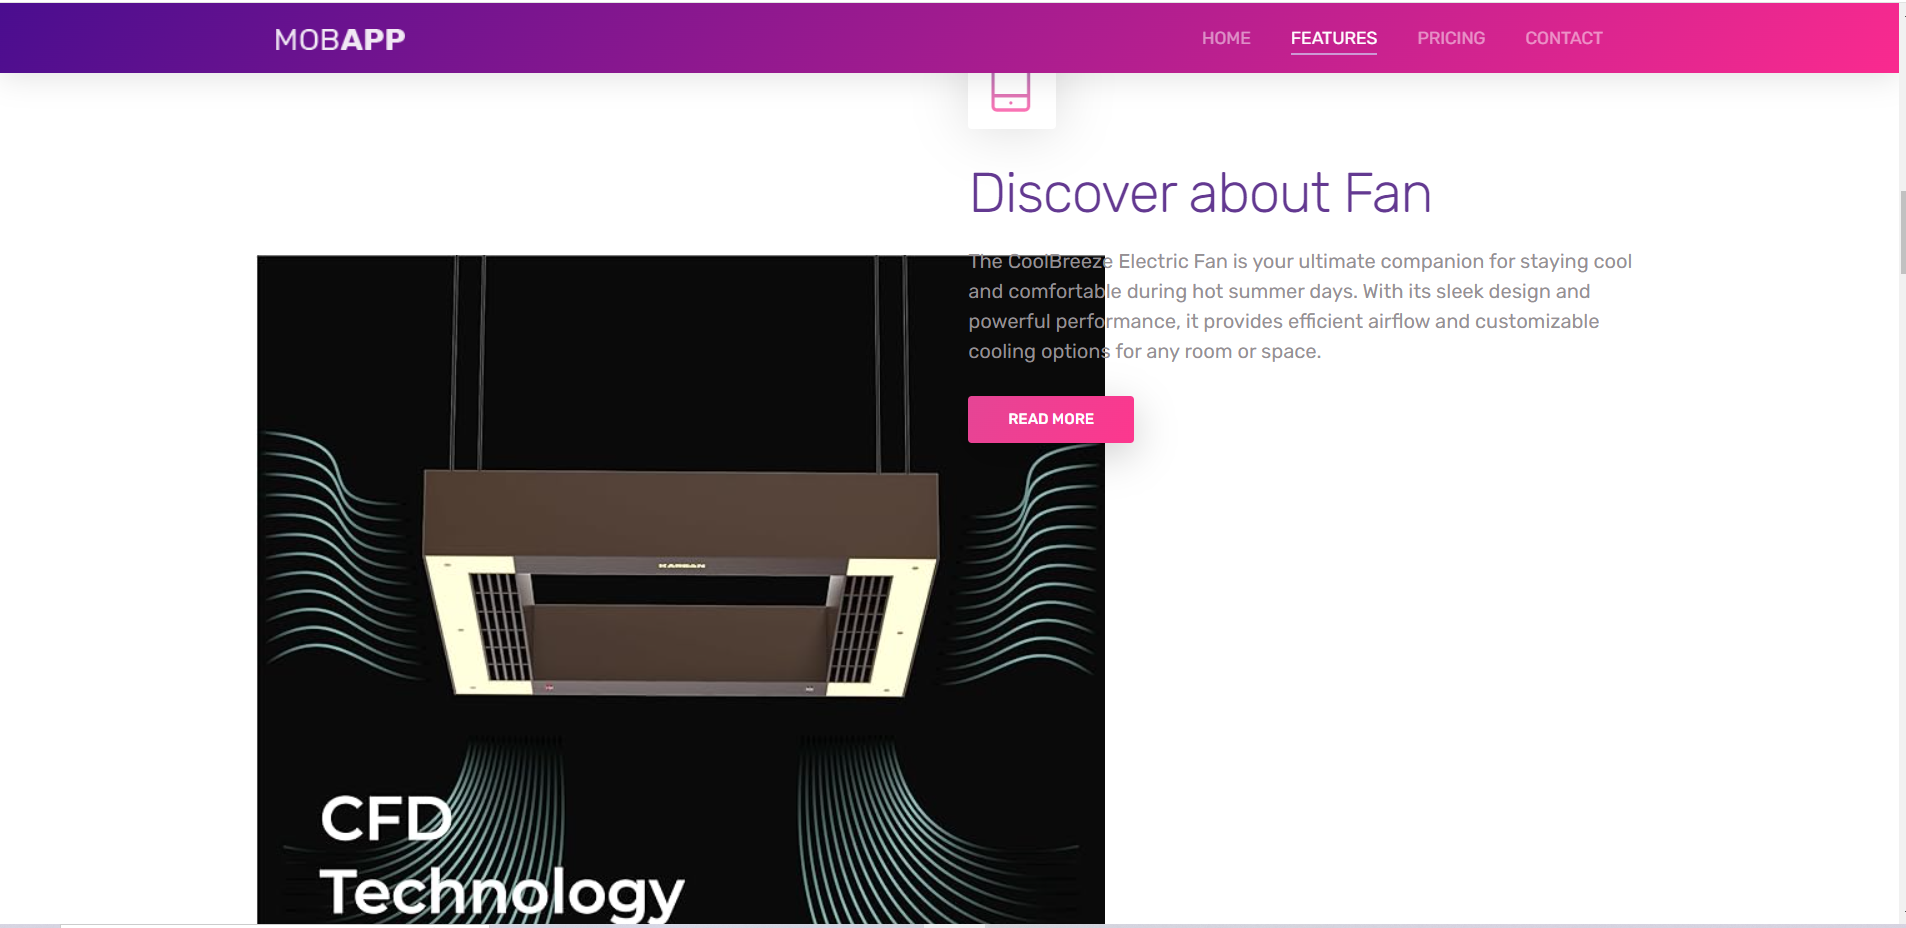 MOBAPP
HOME FEATURES PRICING CONTACT
Discover about Fan
The CoolBreeze Electric Fan is your ultimate companion for staying cool
and comfortable during hot summer days. With its sleek design and
powerful performance, it provides efficient airflow and customizable
cooling options for any room or space.
READ MORE
KARBAN
CFD
Technology